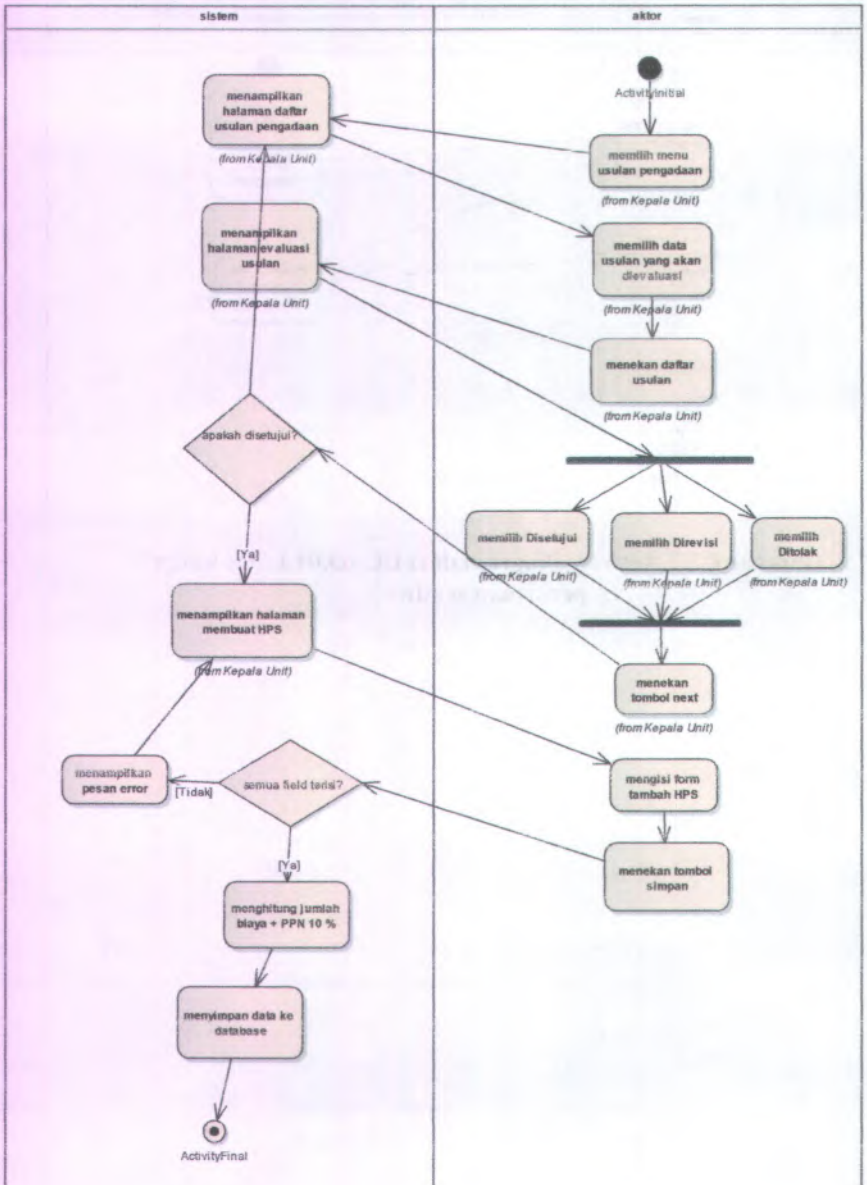 sistem
aktor
ActivityInitial
menampilkan
halaman daftar
usulan pengadaan
(from Kepala Unit)
memilih menu
usulan pengadaan
(from Kepala Unit)
menampilkan
halaman evaluasi
usulan
(from Kepala Unit)
memilih data
usulan yang akan
dievaluasi
(from Kepala Unit)
menekan daftar
usulan
(from Kepala Unit)
apakah disetujui?
memilih Disetujui
(from Kepala Unit)
memilih Direvisi
(from Kepala Unit)
memilih
Ditolak
(from Kepala Unit)
[Ya]
menampilkan halaman
membuat HPS
(from Kepala Unit)
menekan
tombol next
(from Kepala Unit)
menampilkan
pesan error
[Tidak]
semua field terisi?
mengisi form
tambah HPS
[Ya]
menekan tombol
simpan
menghitung jumlah
biaya + PPN 10 %
menyimpan data ke
database
ActivityFinal